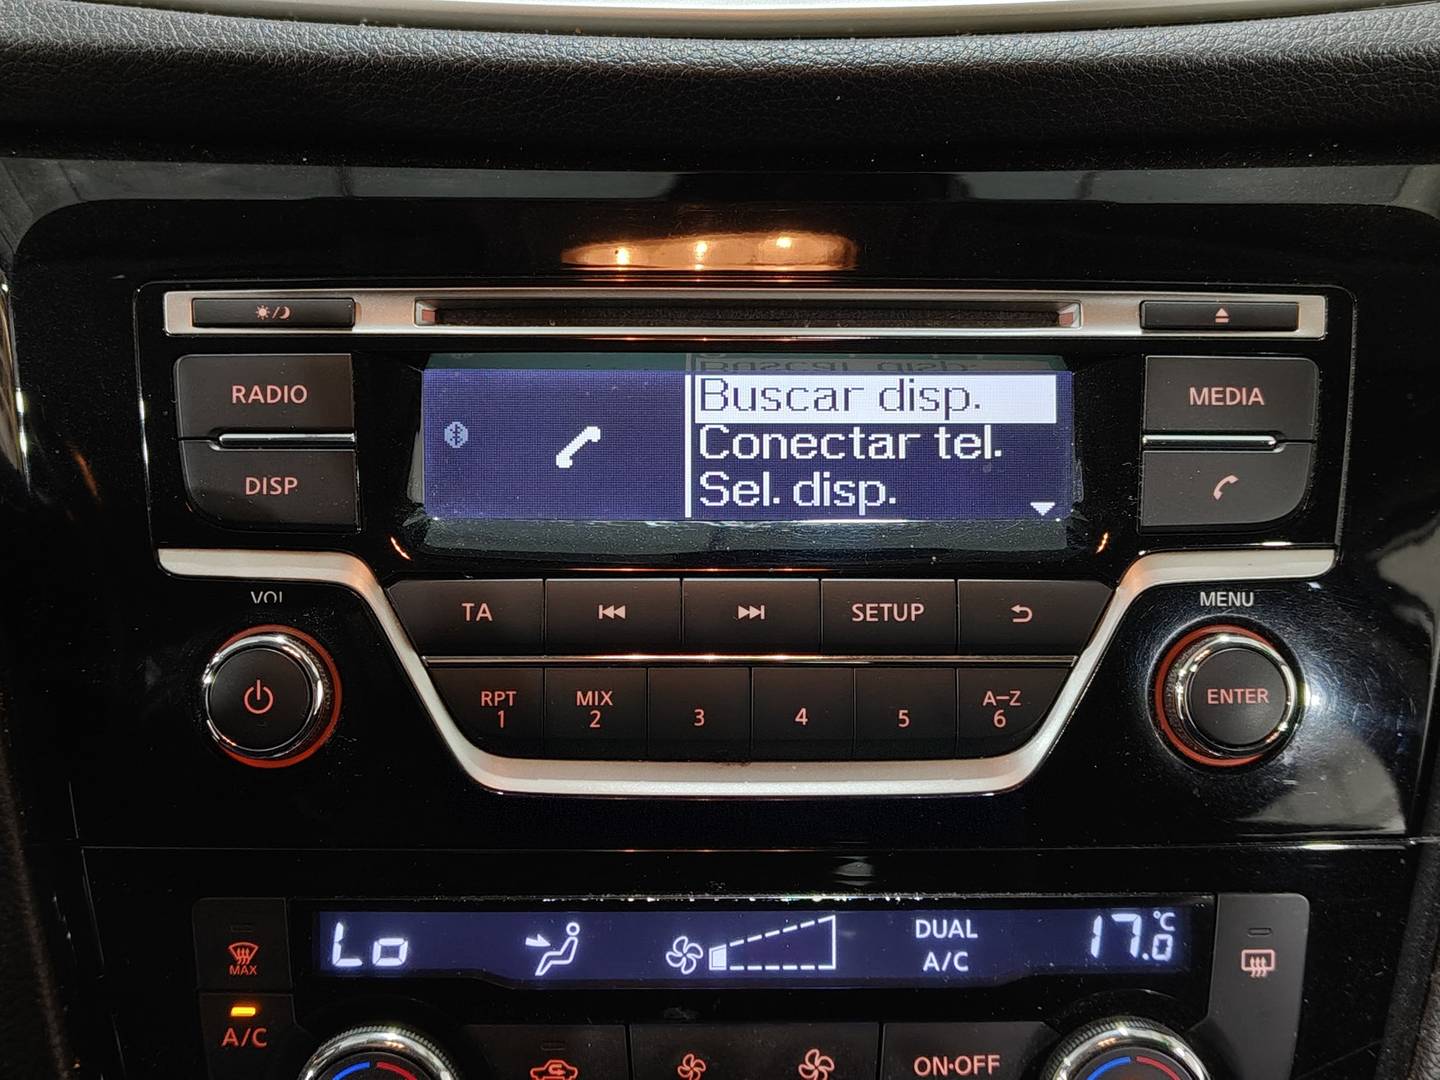 RADIO
MEDIA
DISP
Buscar disp.
Conectar tel.
Sel. disp.
VOL
MENU
TA
SETUP
ENTER
RPT
1
MIX
2
3
4
5
A-Z
6
MAX
Lo
DUAL
A/C
17.0 °C
A/C
ON·OFF